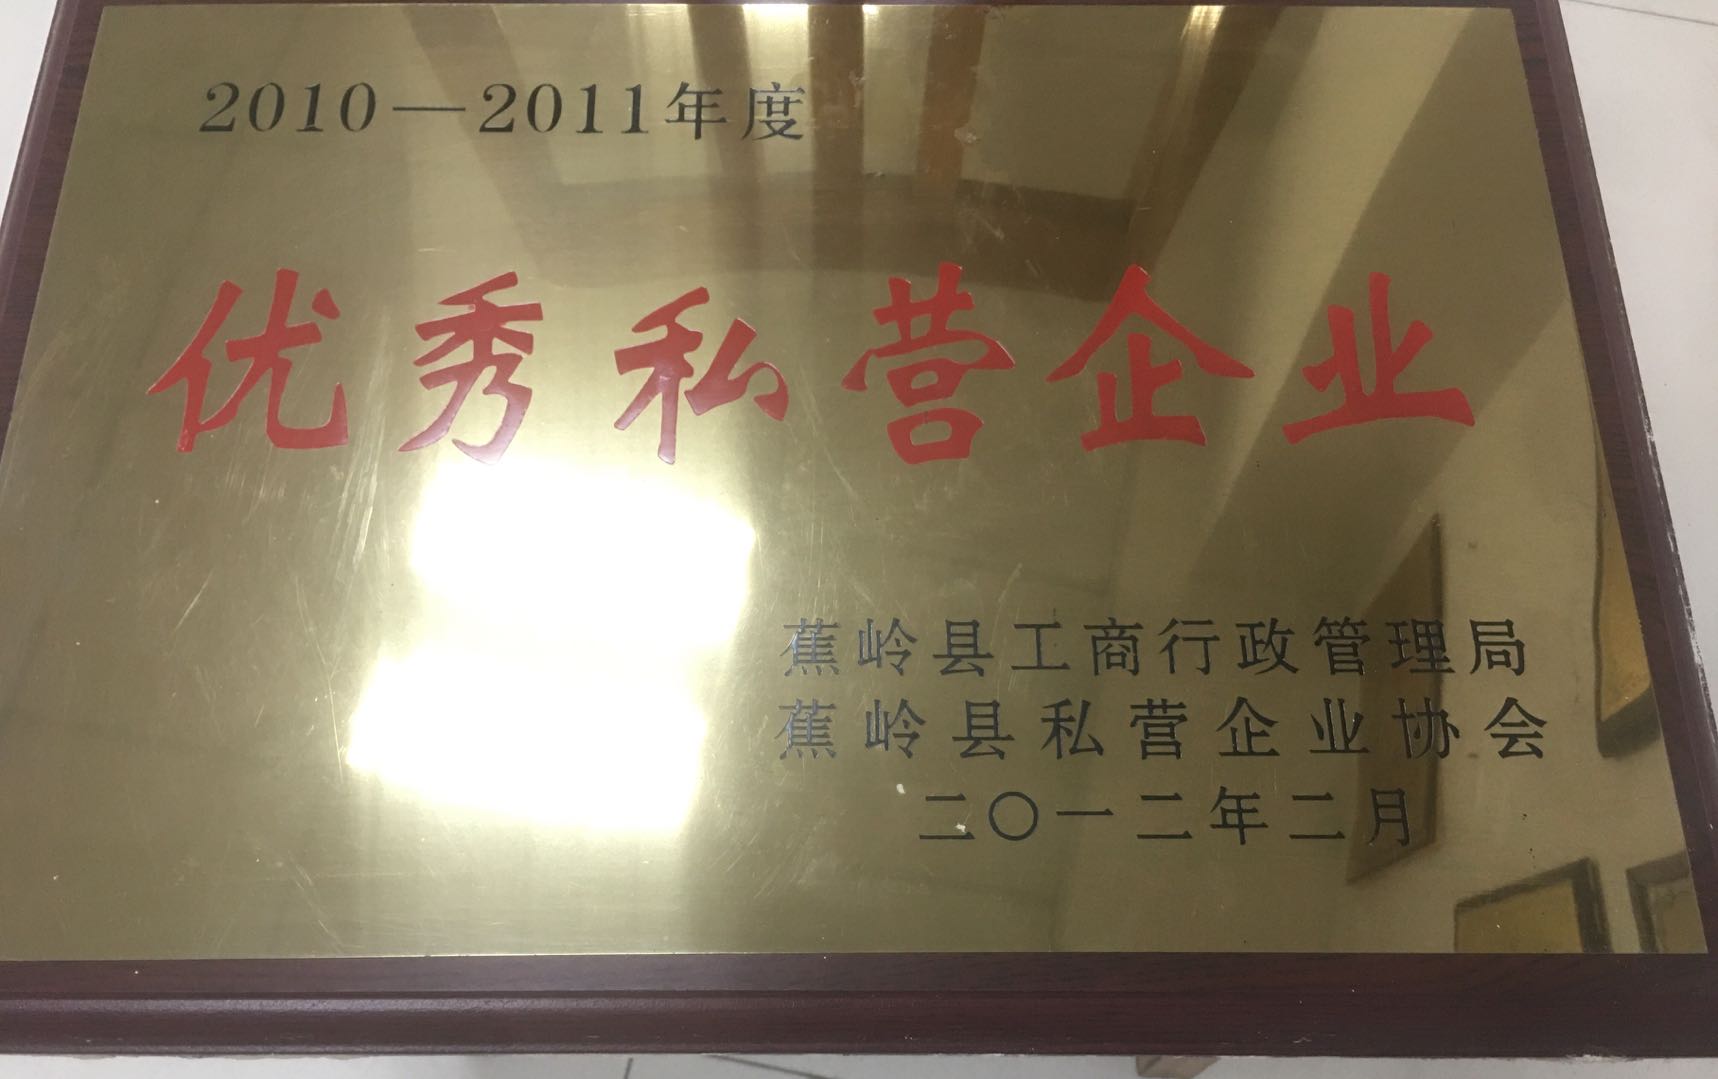 2010—2011年度
优秀私营企业
蕉岭县工商行政管理局
蕉岭县私营企业协会
二〇一二年二月